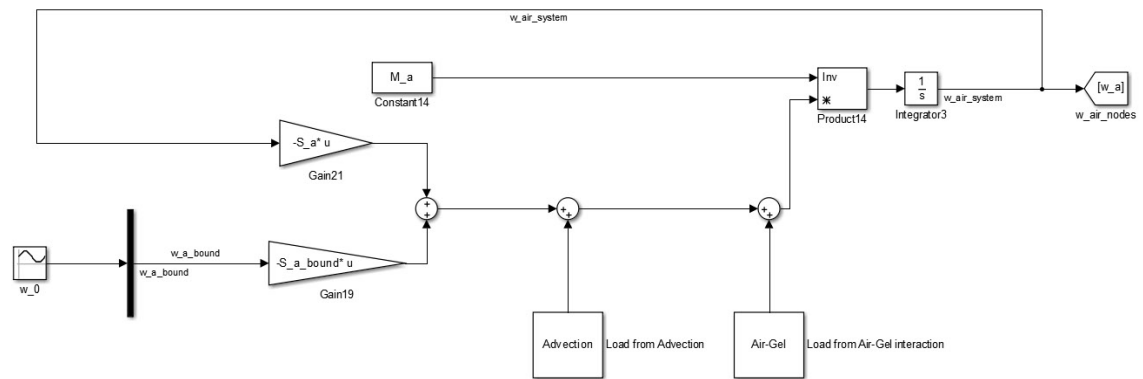 w_air_system
M_a
Constant14
Inv
*
Product14
1
s
Integrator3
w_air_system
[w_a]
w_air_nodes
-S_a* u
Gain21
+
+
+
+
+
+
w_0
w_a_bound
w_a_bound
-S_a_bound* u
Gain19
Advection
Load from Advection
Air-Gel
Load from Air-Gel interaction